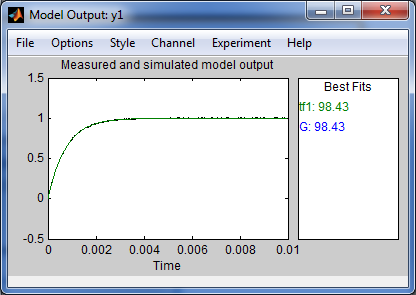 Model Output: y1
File Options Style Channel Experiment Help
Measured and simulated model output
1.5
1
0.5
0
-0.5
0 0.002 0.004 0.006 0.008 0.01
Time
Best Fits
tf1: 98.43
G: 98.43